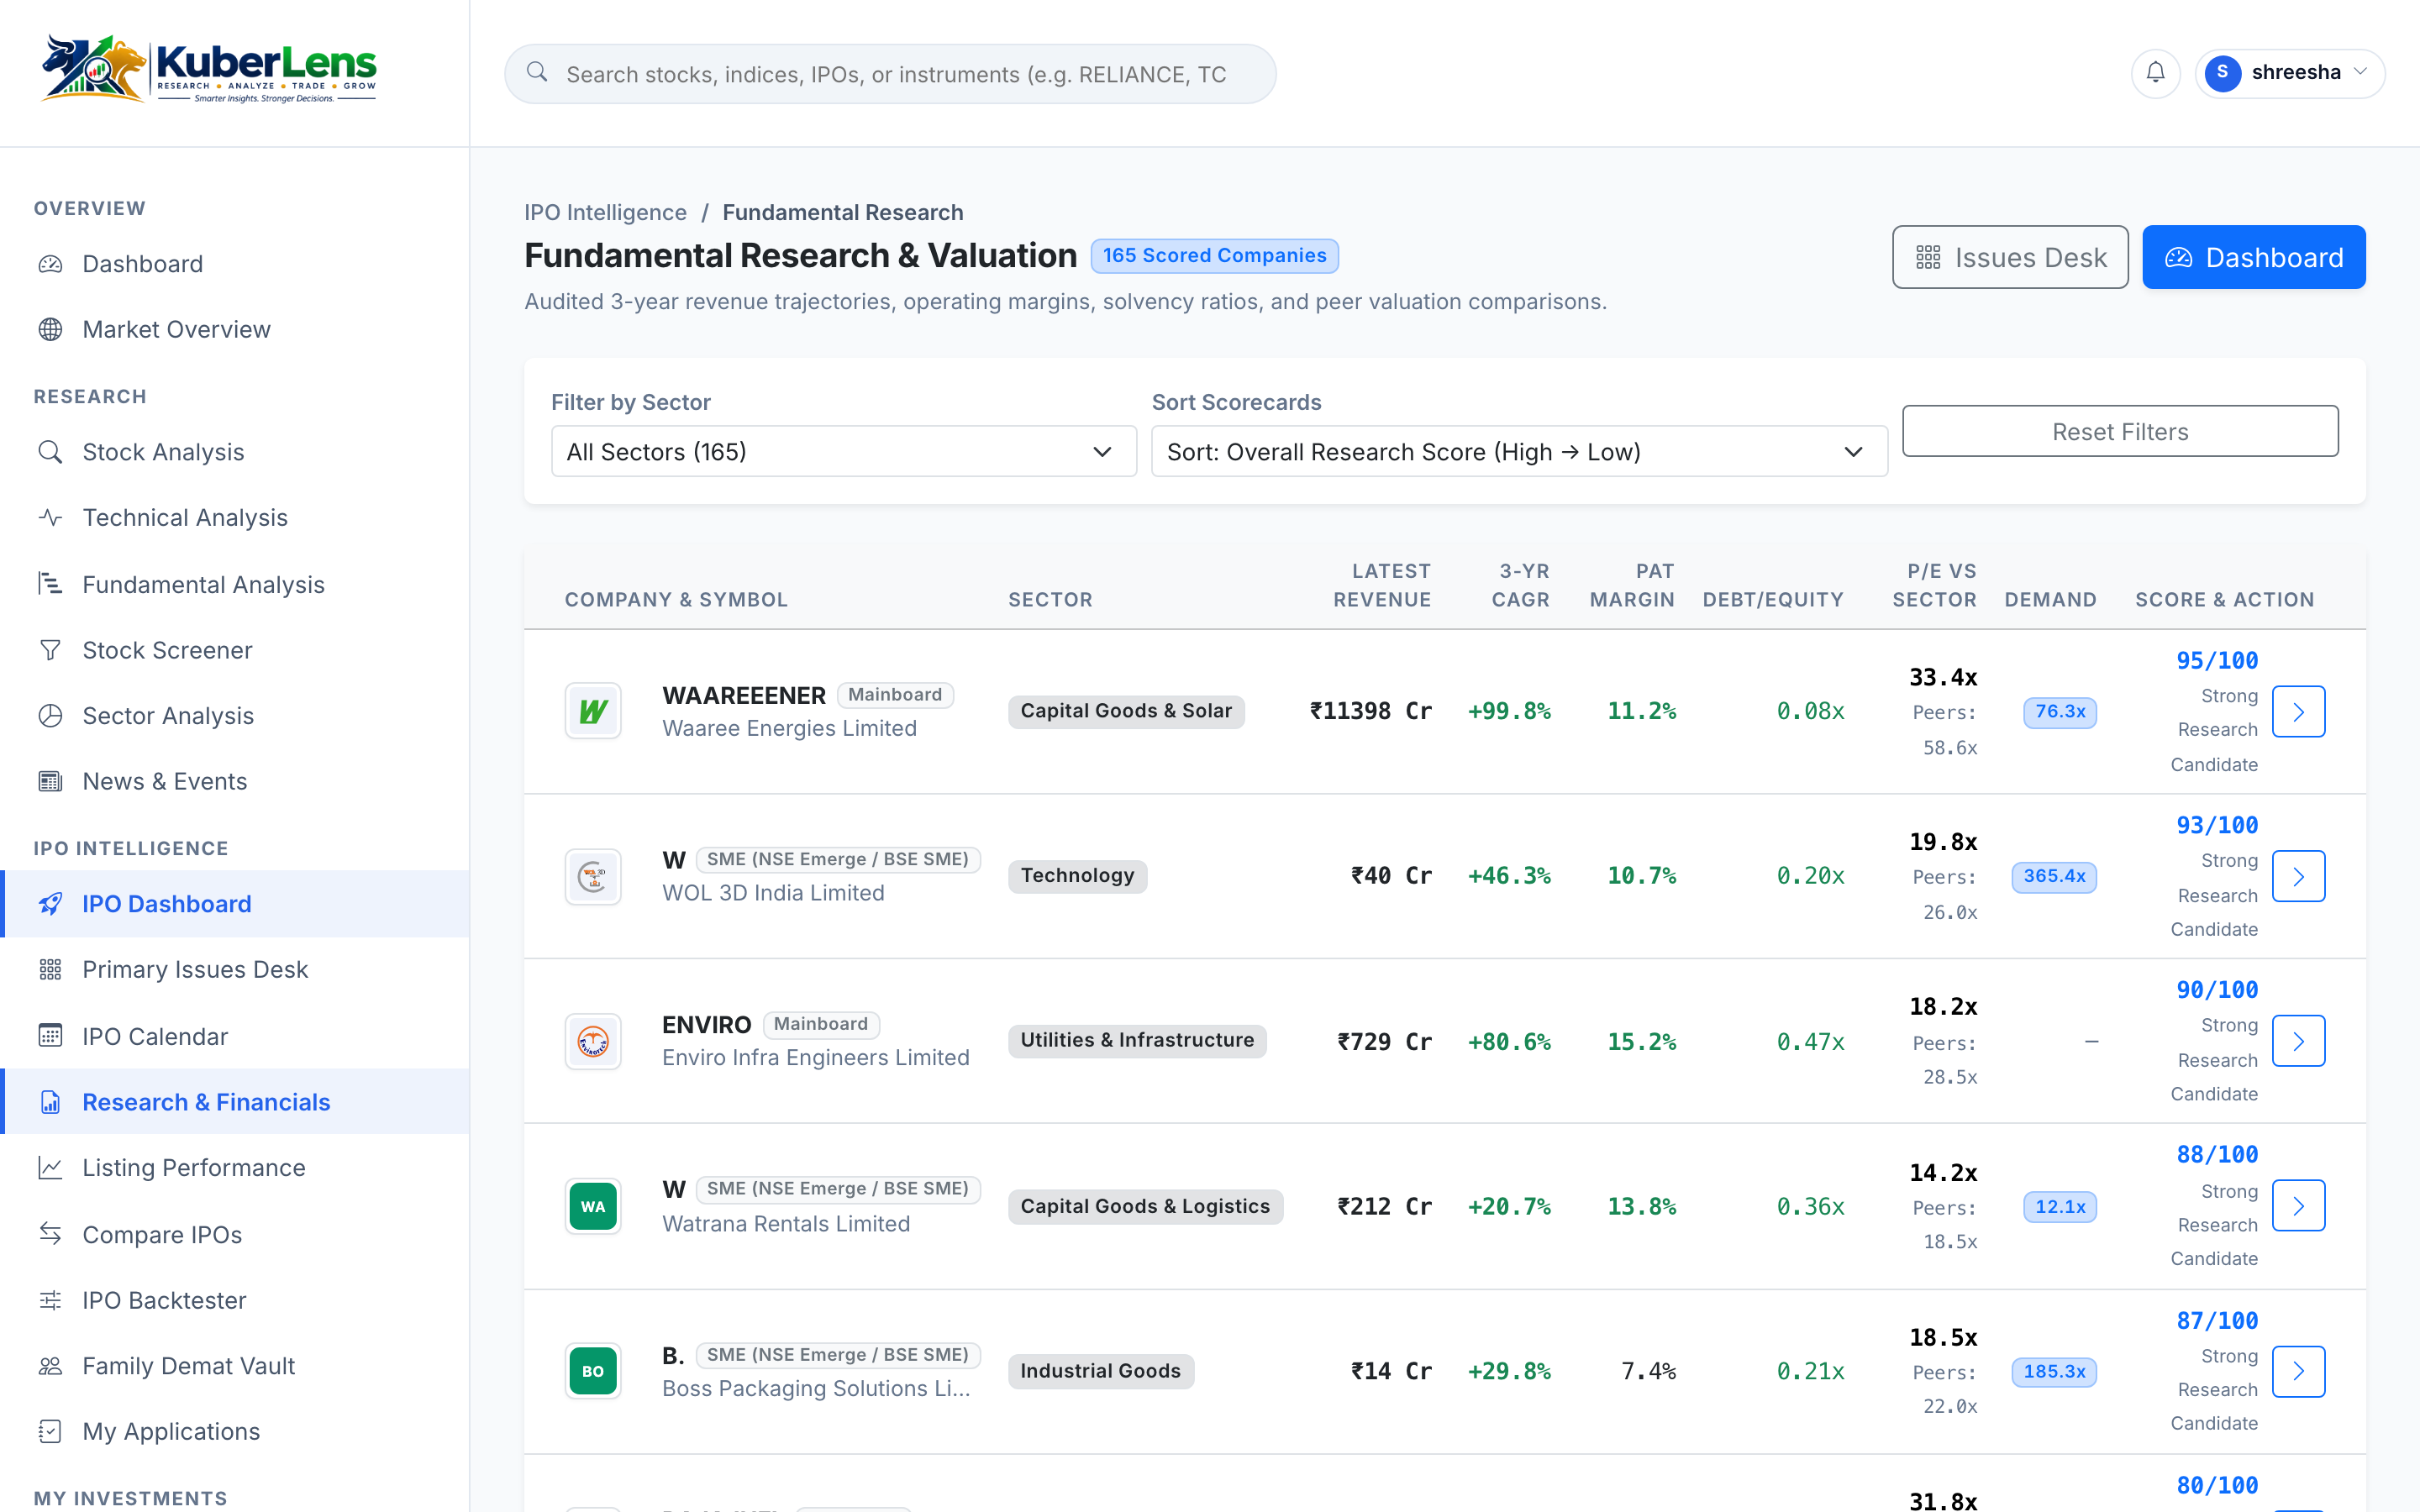 KuberLens
RESEARCH • ANALYZE • TRADE • GROW
Smarter Insights. Stronger Decisions.
Search stocks, indices, IPOs, or instruments (e.g. RELIANCE, TC
S
shreesha
OVERVIEW
Dashboard
Market Overview
RESEARCH
Stock Analysis
Technical Analysis
Fundamental Analysis
Stock Screener
Sector Analysis
News & Events
IPO INTELLIGENCE
IPO Dashboard
Primary Issues Desk
IPO Calendar
Research & Financials
Listing Performance
Compare IPOs
IPO Backtester
Family Demat Vault
My Applications
MY INVESTMENTS
IPO Intelligence / Fundamental Research
Fundamental Research & Valuation 165 Scored Companies
Audited 3-year revenue trajectories, operating margins, solvency ratios, and peer valuation comparisons.
Issues Desk
Dashboard
Filter by Sector
All Sectors (165)
Sort Scorecards
Sort: Overall Research Score (High → Low)
Reset Filters
COMPANY & SYMBOL
SECTOR
LATEST
REVENUE
3-YR
CAGR
PAT
MARGIN
DEBT/EQUITY
P/E VS
SECTOR
DEMAND
SCORE & ACTION
WAAREEENER Mainboard
Waaree Energies Limited
Capital Goods & Solar
₹11398 Cr
+99.8%
11.2%
0.08x
33.4x
Peers:
58.6x
76.3x
95/100
Strong
Research
Candidate
W SME (NSE Emerge / BSE SME)
WOL 3D India Limited
Technology
₹40 Cr
+46.3%
10.7%
0.20x
19.8x
Peers:
26.0x
365.4x
93/100
Strong
Research
Candidate
ENVIRO Mainboard
Enviro Infra Engineers Limited
Utilities & Infrastructure
₹729 Cr
+80.6%
15.2%
0.47x
18.2x
Peers:
28.5x
—
90/100
Strong
Research
Candidate
WA
W SME (NSE Emerge / BSE SME)
Watrana Rentals Limited
Capital Goods & Logistics
₹212 Cr
+20.7%
13.8%
0.36x
14.2x
Peers:
18.5x
12.1x
88/100
Strong
Research
Candidate
BO
B. SME (NSE Emerge / BSE SME)
Boss Packaging Solutions Li...
Industrial Goods
₹14 Cr
+29.8%
7.4%
0.21x
18.5x
Peers:
22.0x
185.3x
87/100
Strong
Research
Candidate
31.8x
80/100